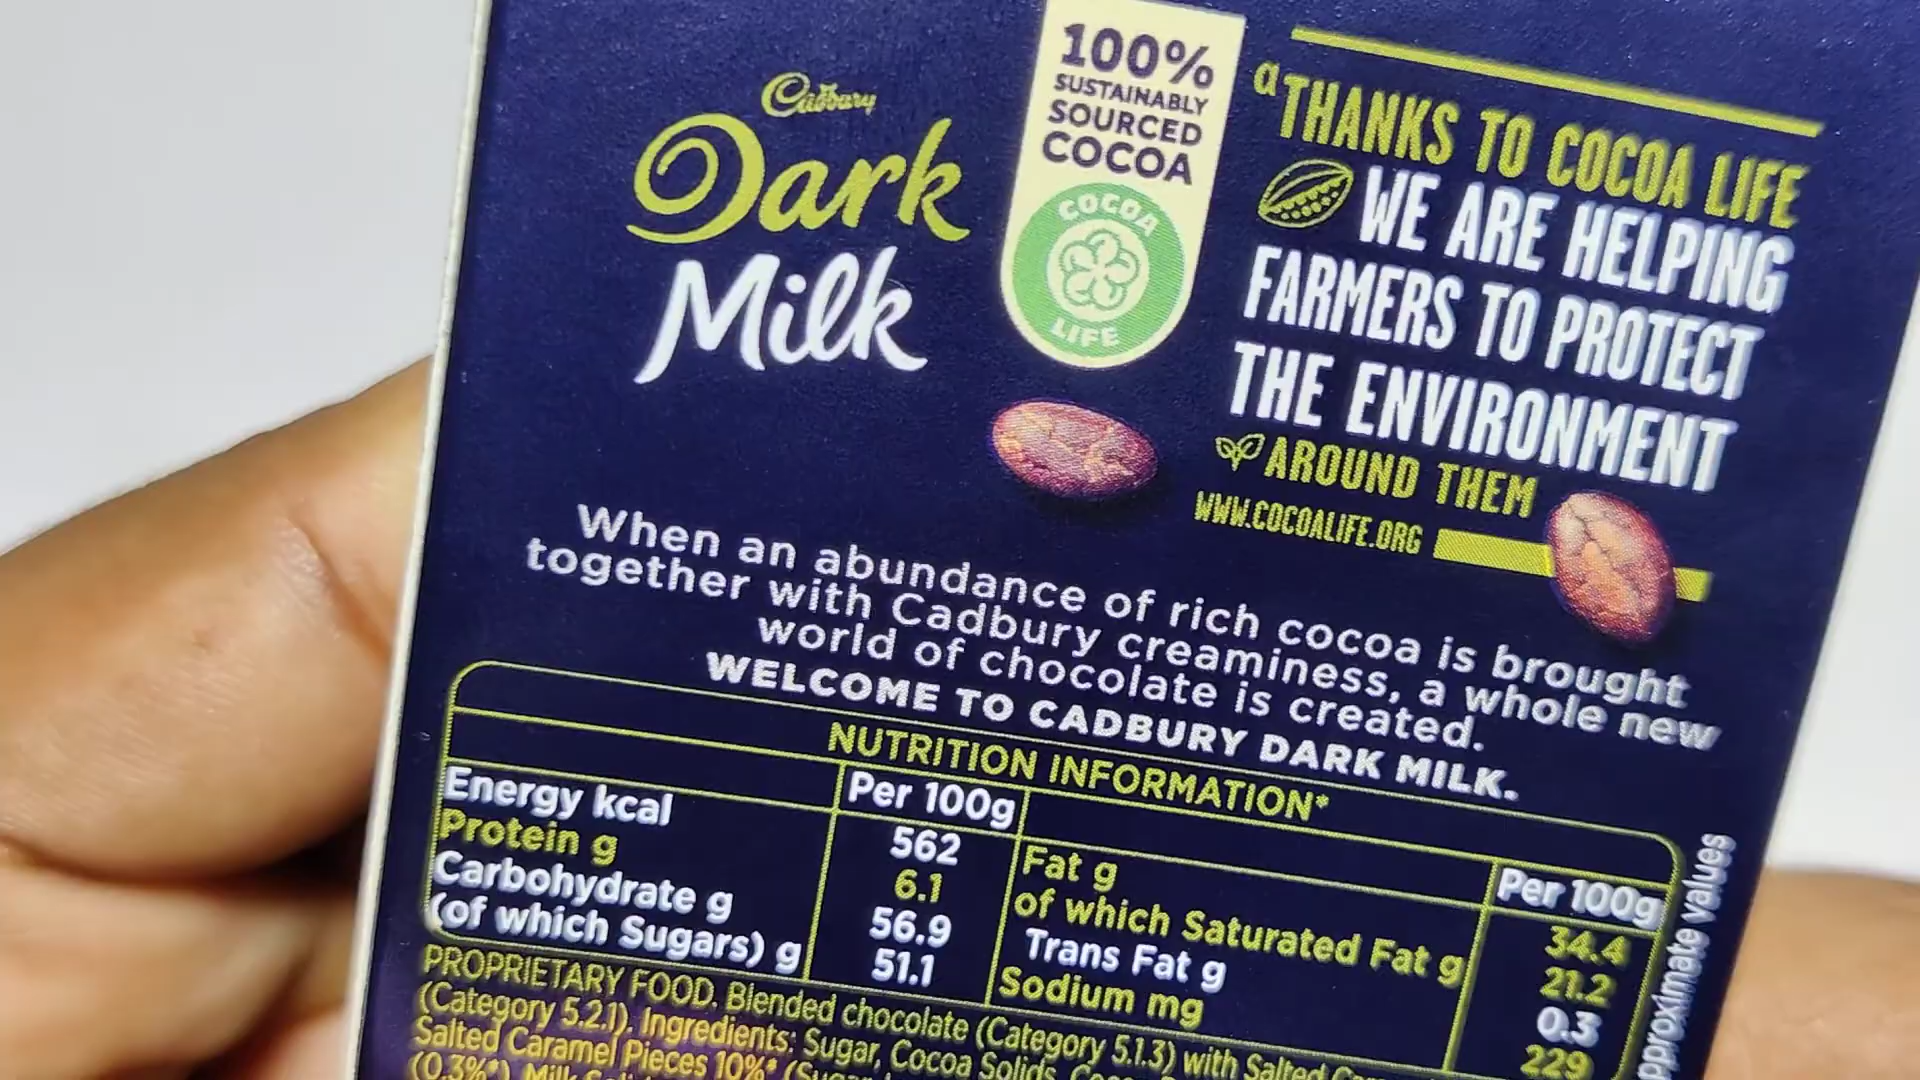 Cadbury
Dark
Milk
100%
SUSTAINABLY
SOURCED
COCOA
COCOA
LIFE
"THANKS TO COCOA LIFE
WE ARE HELPING
FARMERS TO PROTECT
THE ENVIRONMENT
AROUND THEM
WWW.COCOALIFE.ORG
When an abundance of rich cocoa is brought
together with Cadbury creaminess, a whole new
world of chocolate is created.
WELCOME TO CADBURY DARK MILK.
NUTRITION INFORMATION*
Per 100g
Energy kcal 562
Protein g 6.1
Carbohydrate g 56.9
(of which Sugars) g 51.1
Per 100g
Fat g 34.4
of which Saturated Fat g 21.2
Trans Fat g 0.3
Sodium mg 229
values
PROPRIETARY FOOD. Blended chocolate (Category 5.1.3) with Salted
(Category 5.2.1). Ingredients: Sugar, Cocoa Solids,
Salted Caramel Pieces 10%*
(0.3%*), Milk